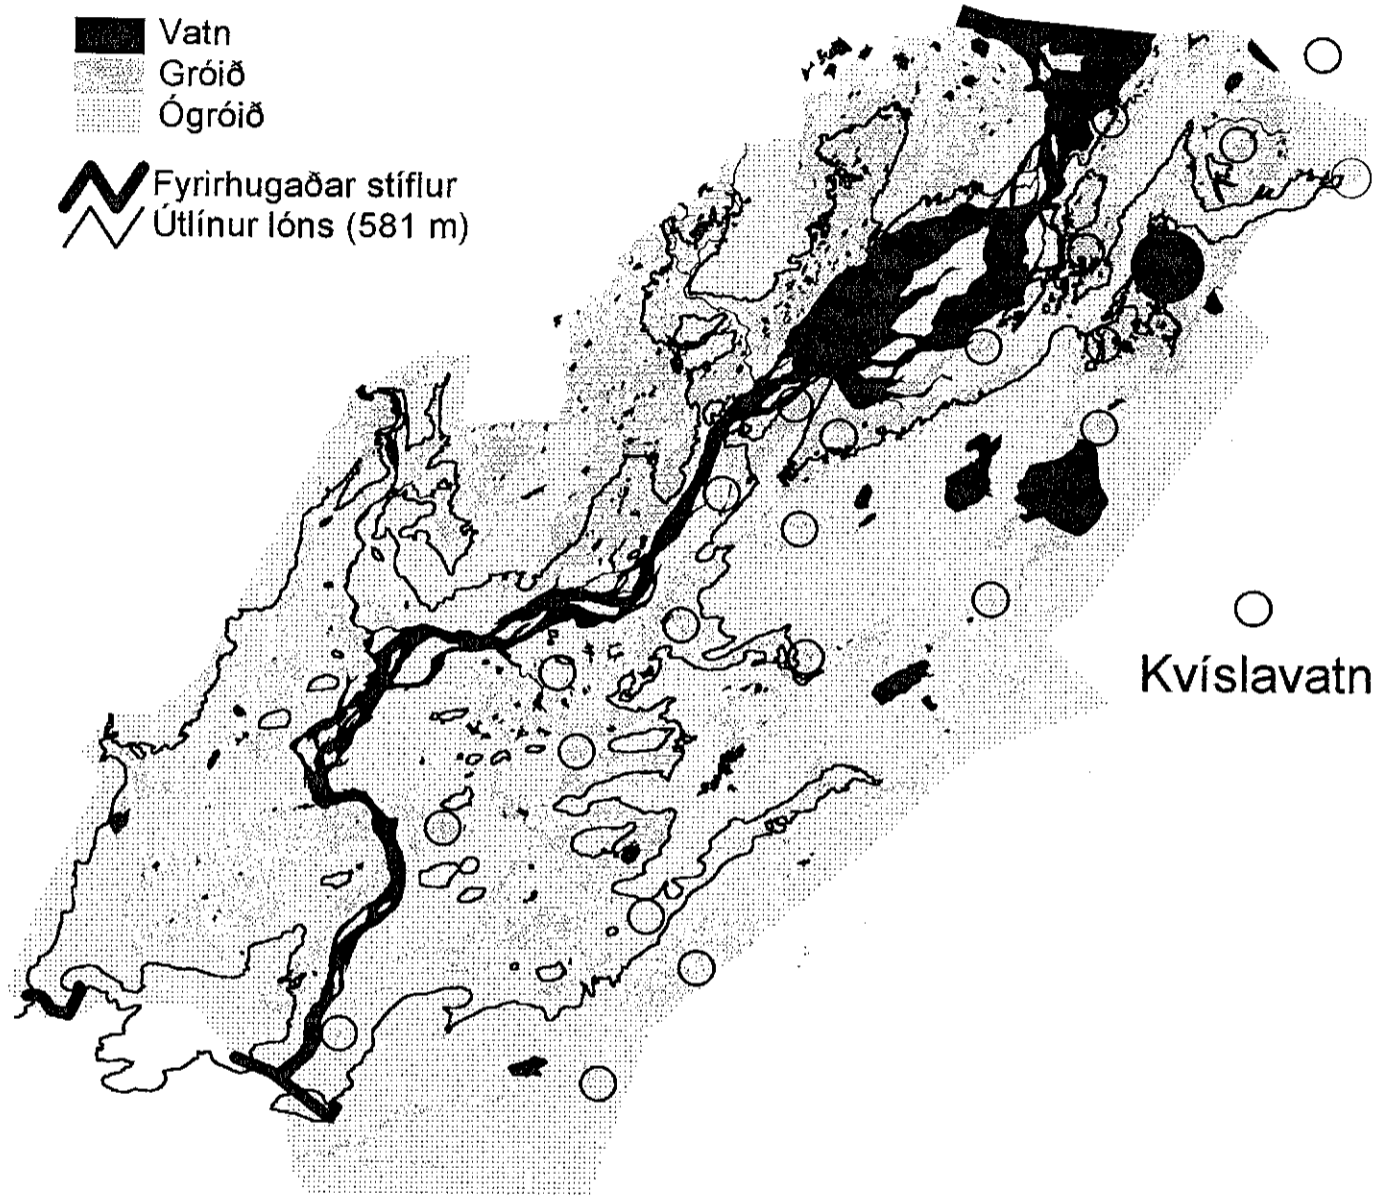 Vatn
Gróið
Ógróið
Fyrirhugaðar stíflur
Útlínur lóns (581 m)
Kvíslavatn